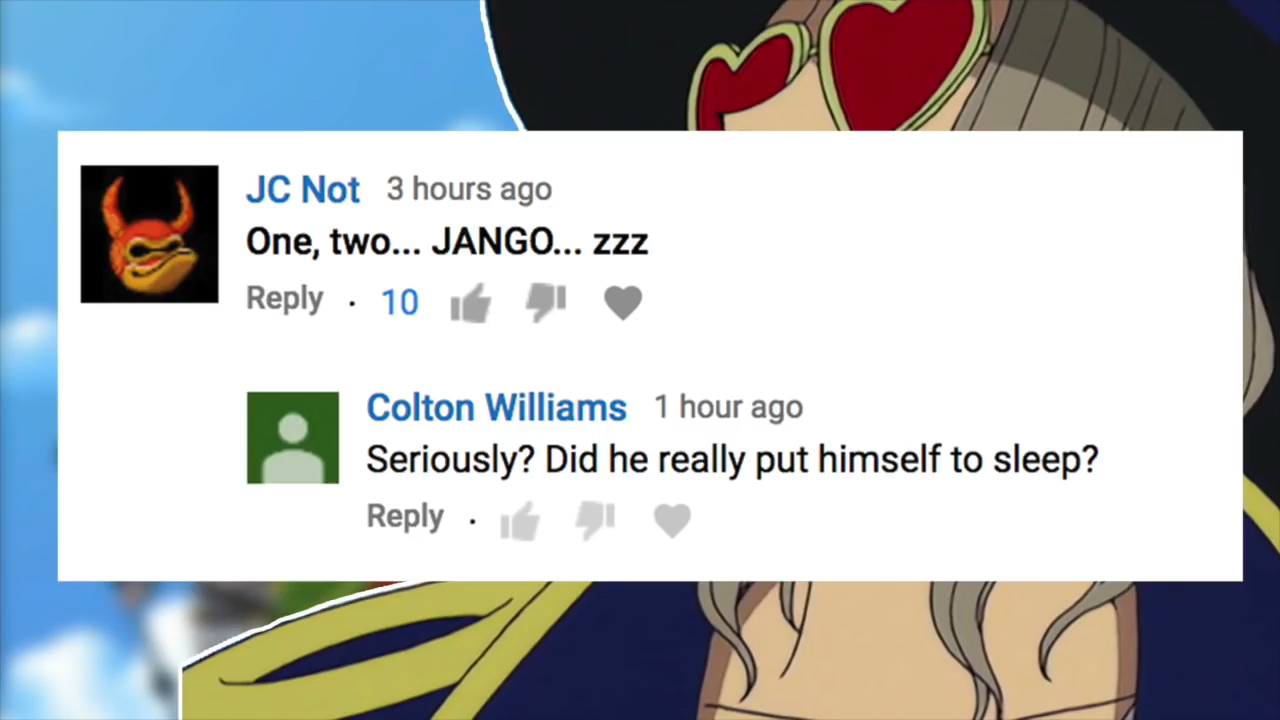 JC Not 3 hours ago
One, two... JANGO... zzz
Reply · 10
Colton Williams 1 hour ago
Seriously? Did he really put himself to sleep?
Reply ·